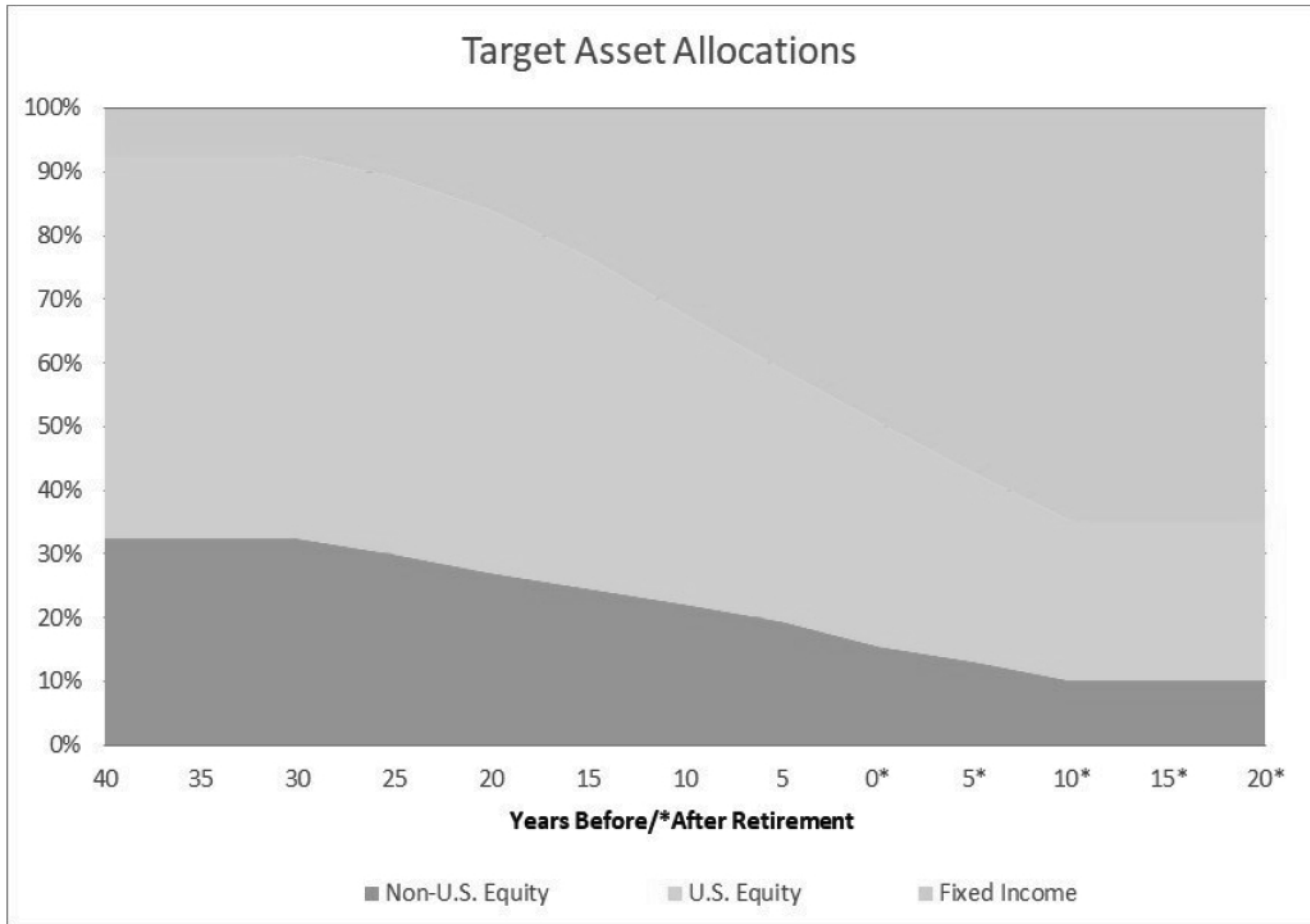 Target Asset Allocations
100%
90%
80%
70%
60%
50%
40%
30%
20%
10%
0%
40 35 30 25 20 15 10 5 0* 5* 10* 15* 20*
Years Before/*After Retirement
Non-U.S. Equity U.S. Equity Fixed Income